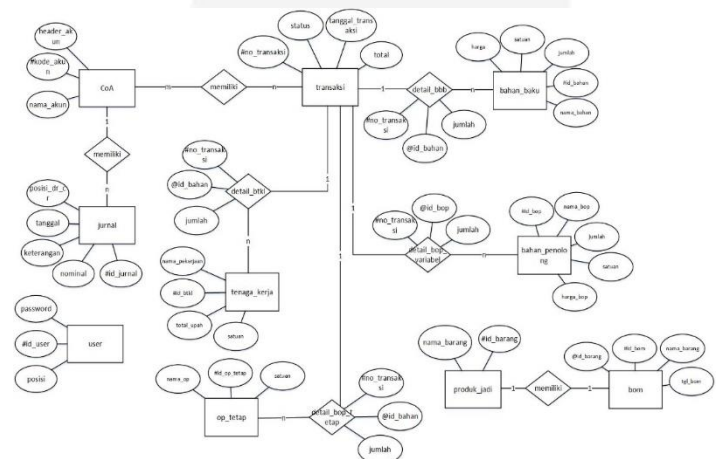 header_ak
un
#kode_aku
n
nama_akun
CoA
m
memiliki
n
#no_transaksi
status
tanggal_trans
aksi
total
transaksi
1
detail_bbb
n
#no_transak
si
@id_bahan
jumlah
harga
satuan
jumlah
#id_bahan
nama_bahan
bahan_baku
1
memiliki
n
posisi_dr_c
r
tanggal
keterangan
nominal
#id_jurnal
jurnal
#no_transak
si
@id_bahan
jumlah
detail_btkl
1
n
nama_pekerjaan
total_upah
satuan
tenaga_kerja
1
#no_transak
si
@id_bop
jumlah
detail_bop_
variabel
n
#id_bop
nama_bop
jumlah
satuan
harga_bop
bahan_penolo
ng
password
#id_user
posisi
user
nama_op
#id_op_tetap
satuan
op_tetap
n
detail_bop_t
etap
1
#no_transak
si
@id_bahan
jumlah
nama_barang
#id_barang
produk_jadi
1
memiliki
1
@id_barang
#id_bom
nama_barang
tgl_bom
bom